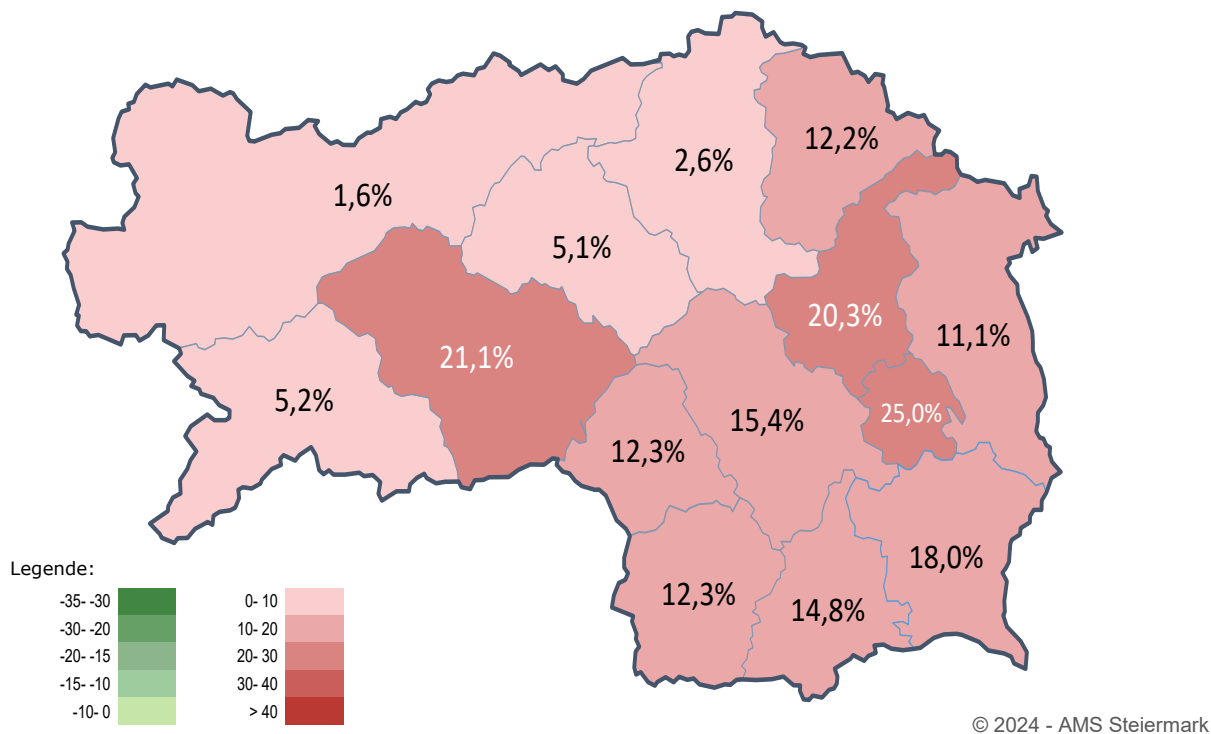 12,2%
2,6%
1,6%
5,1%
20,3%
11,1%
21,1%
5,2%
25,0%
15,4%
12,3%
18,0%
12,3%
14,8%
Legende:
-35- -30 0- 10
-30- -20 10- 20
-20- -15 20- 30
-15- -10 30- 40
-10- 0 > 40
© 2024 - AMS Steiermark